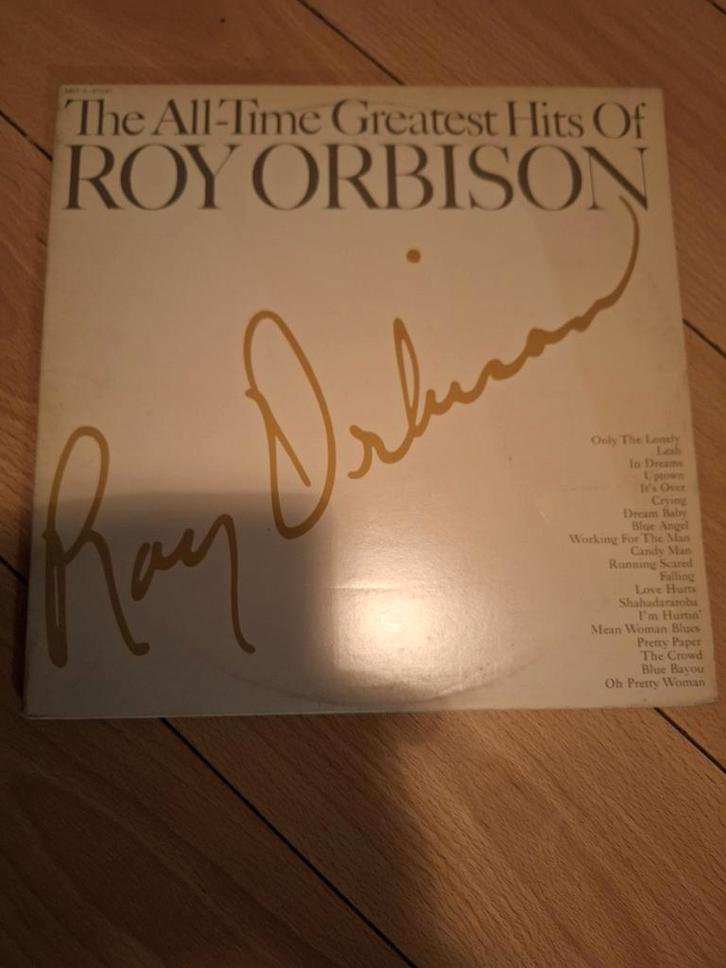 The All-Time Greatest Hits Of
ROY ORBISON
Roy Orbison
Only The Lonely
Leah
In Dreams
Uptown
It's Over
Crying
Dream Baby
Blue Angel
Working For The Man
Candy Man
Running Scared
Falling
Love Hurts
Shahadararoba
I'm Hurtin'
Mean Woman Blues
Pretty Paper
The Crowd
Blue Bayou
Oh Pretty Woman